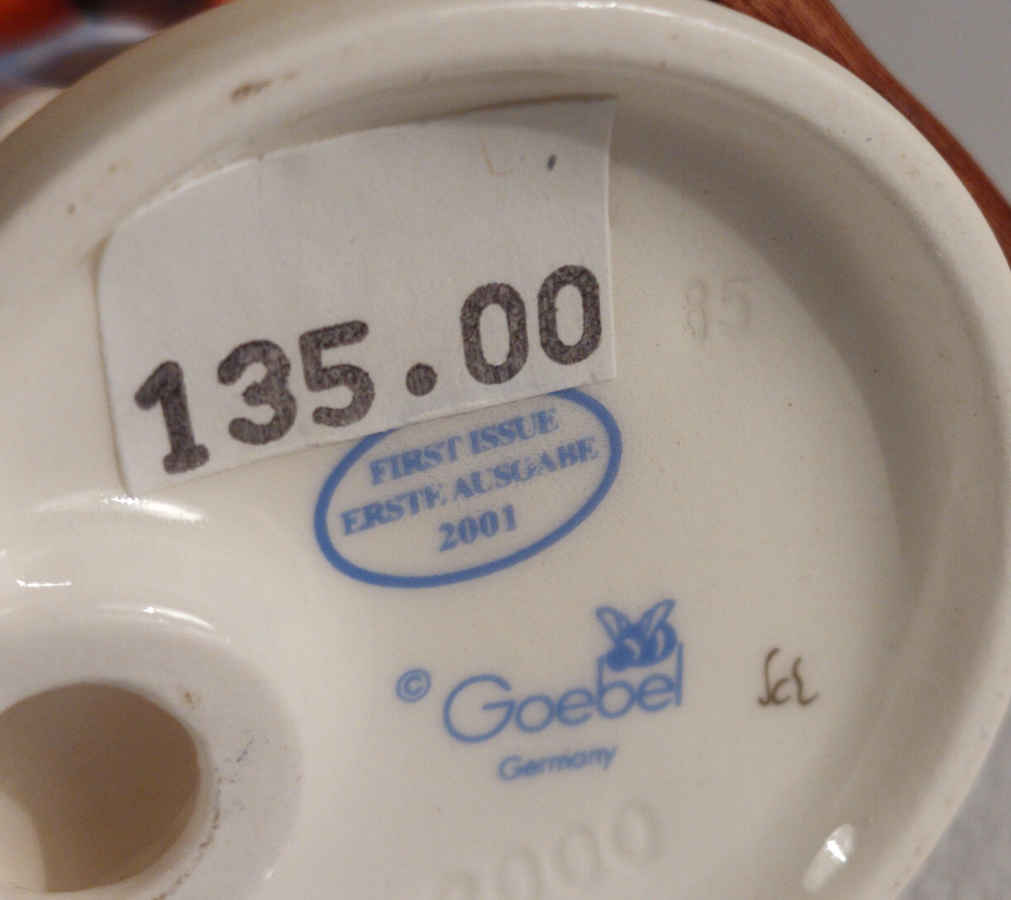 135.00
85
FIRST ISSUE
ERSTE AUSGABE
2001
© Goebel
Germany